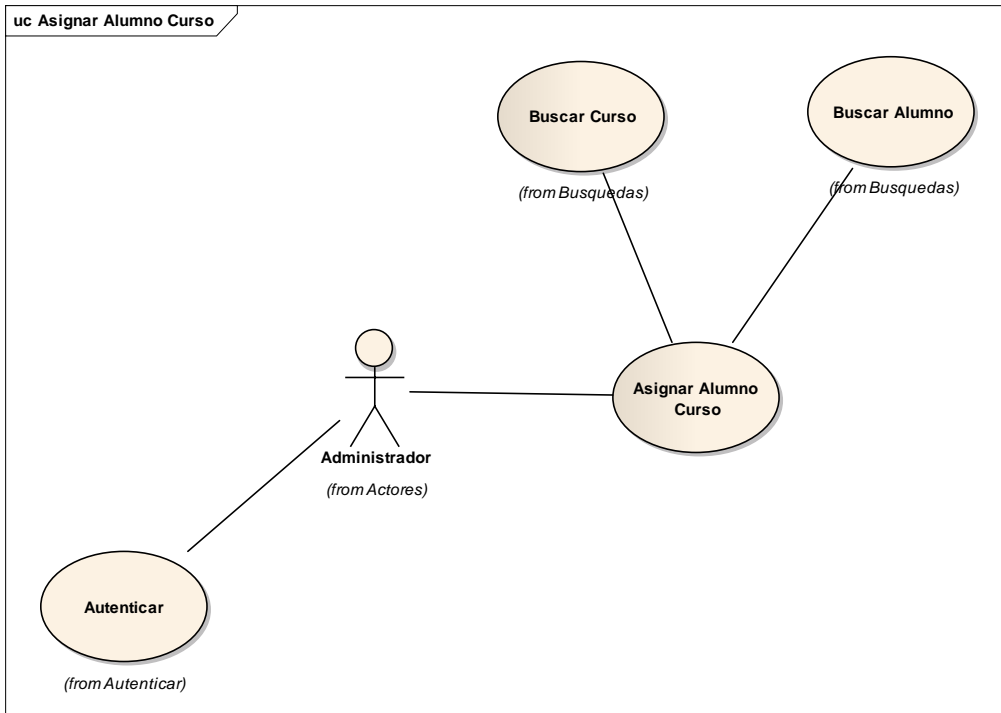 uc Asignar Alumno Curso
Buscar Curso
(from Busquedas)
Buscar Alumno
(from Busquedas)
Asignar Alumno
Curso
Administrador
(from Actores)
Autenticar
(from Autenticar)